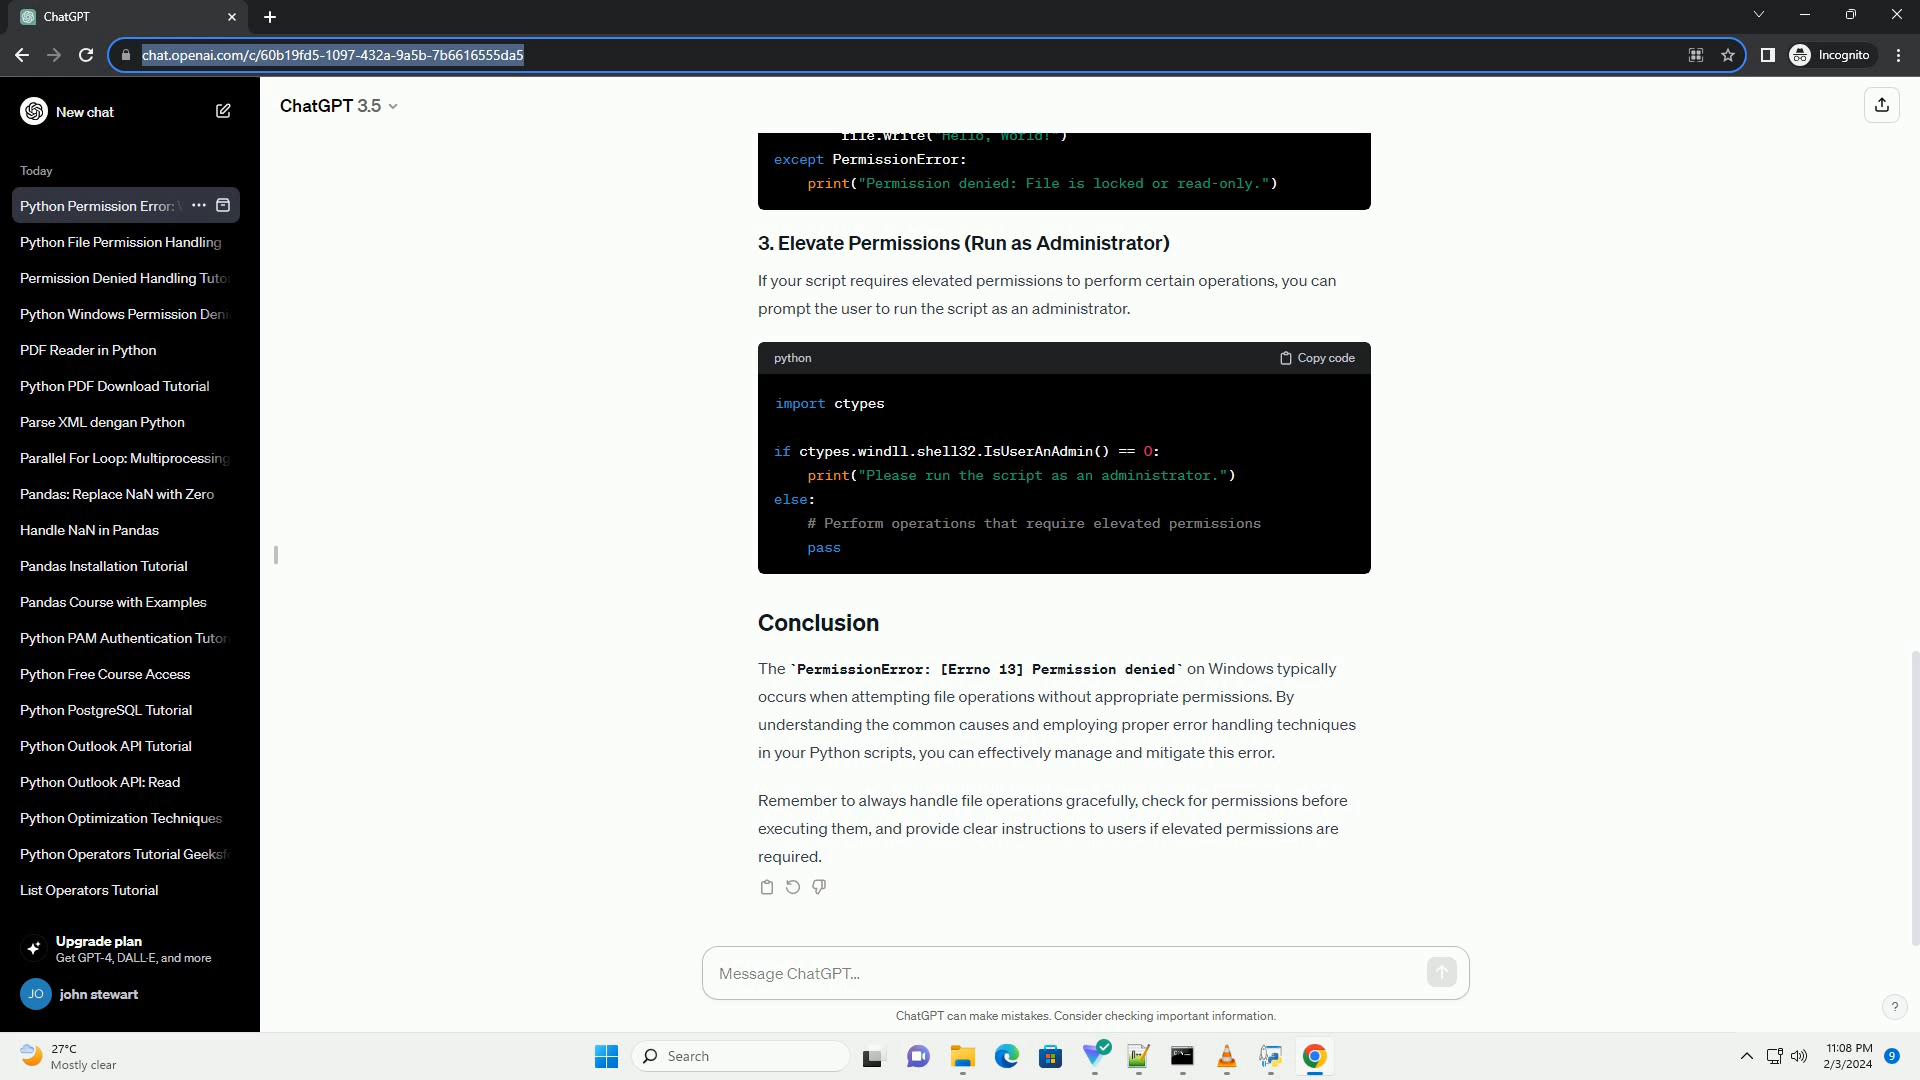 ChatGPT
chat.openai.com/c/60b19fd5-1097-432a-9a5b-7b6616555da5
Incognito
New chat
ChatGPT 3.5
Today
Python Permission Error:
Python File Permission Handling
Permission Denied Handling Tuto
Python Windows Permission Deni
PDF Reader in Python
Python PDF Download Tutorial
Parse XML dengan Python
Parallel For Loop: Multiprocessing
Pandas: Replace NaN with Zero
Handle NaN in Pandas
Pandas Installation Tutorial
Pandas Course with Examples
Python PAM Authentication Tutor
Python Free Course Access
Python PostgreSQL Tutorial
Python Outlook API Tutorial
Python Outlook API: Read
Python Optimization Techniques
Python Operators Tutorial Geeksf
List Operators Tutorial
Upgrade plan
Get GPT-4, DALL·E, and more
JO john stewart
file.write("Hello, World!")
except PermissionError:
print("Permission denied: File is locked or read-only.")
3. Elevate Permissions (Run as Administrator)
If your script requires elevated permissions to perform certain operations, you can
prompt the user to run the script as an administrator.
python Copy code
import ctypes
if ctypes.windll.shell32.IsUserAnAdmin() == 0:
print("Please run the script as an administrator.")
else:
# Perform operations that require elevated permissions
pass
Conclusion
The `PermissionError: [Errno 13] Permission denied` on Windows typically
occurs when attempting file operations without appropriate permissions. By
understanding the common causes and employing proper error handling techniques
in your Python scripts, you can effectively manage and mitigate this error.
Remember to always handle file operations gracefully, check for permissions before
executing them, and provide clear instructions to users if elevated permissions are
required.
Message ChatGPT…
ChatGPT can make mistakes. Consider checking important information.
?
27°C
Mostly clear
Search
11:08 PM
2/3/2024
9